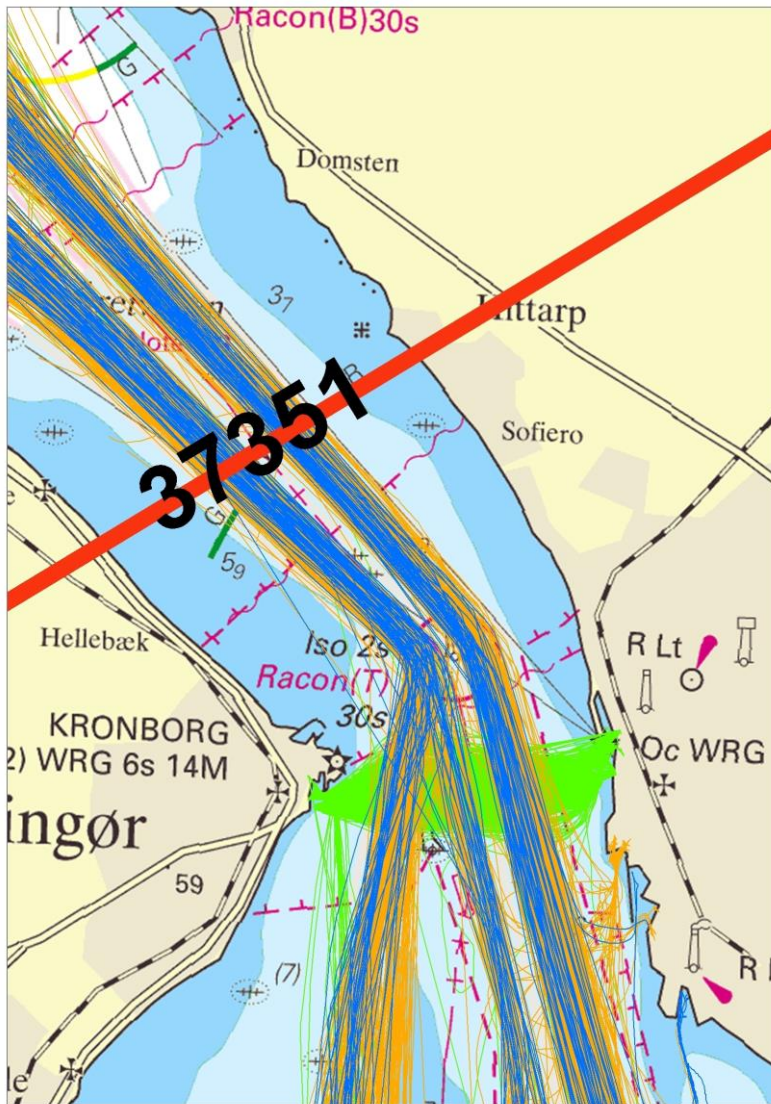 Racon(B)30s
G
Domsten
3₇
Hittarp
R
37351
Sofiero
G
5₉
Hellebæk
Iso 2s
Racon(T)
30s
R Lt
KRONBORG
2) WRG 6s 14M
Oc WRG
ingør
59
(7)
R
le